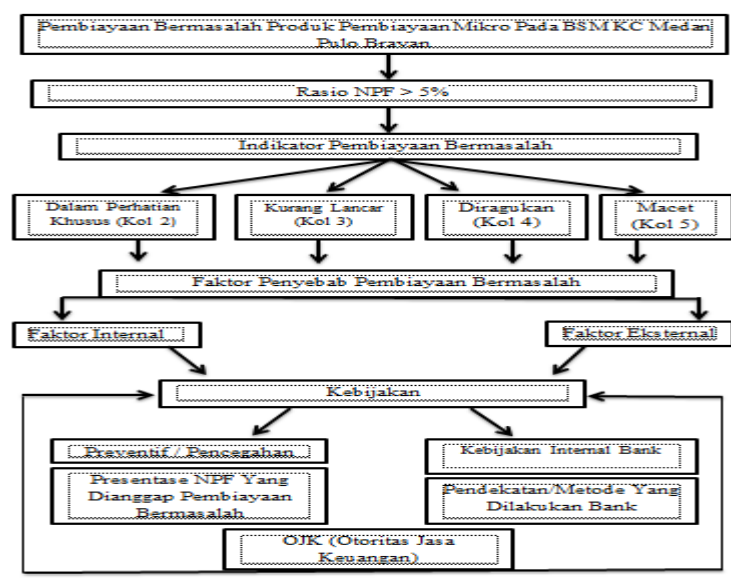 Pembiayaan Bermasalah Produk Pembiayaan Mikro Pada BSM KC Medan
Pulo Brayan
Rasio NPF > 5%
Indikator Pembiayaan Bermasalah
Dalam Perhatian
Khusus (Kol 2)
Kurang Lancar
(Kol 3)
Diragukan
(Kol 4)
Macet
(Kol 5)
Faktor Penyebab Pembiayaan Bermasalah
Faktor Internal
Faktor Eksternal
Kebijakan
Preventif / Pencegahan
Kebijakan Internal Bank
Presentase NPF Yang
Dianggap Pembiayaan
Bermasalah
Pendekatan/Metode Yang
Dilakukan Bank
OJK (Otoritas Jasa
Keuangan)